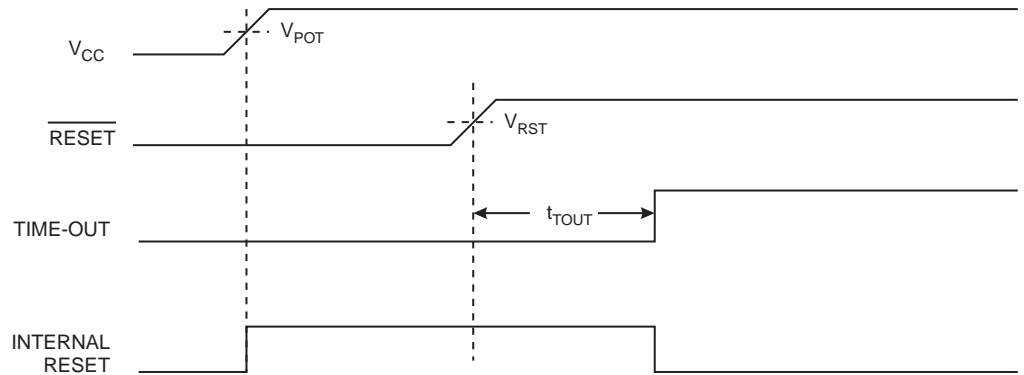 V_CC
V_POT
RESET
V_RST
TIME-OUT
t_TOUT
INTERNAL
RESET